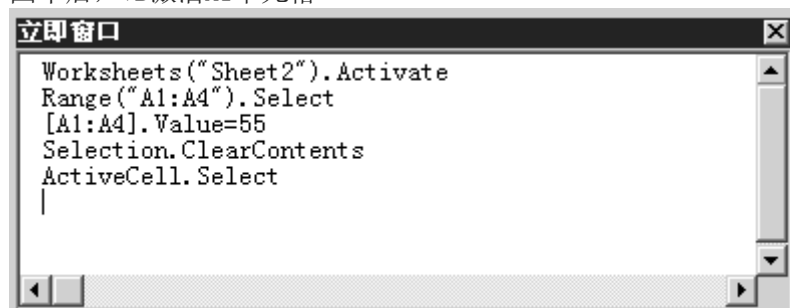 立即窗口
Worksheets("Sheet2").Activate
Range("A1:A4").Select
[A1:A4].Value=55
Selection.ClearContents
ActiveCell.Select